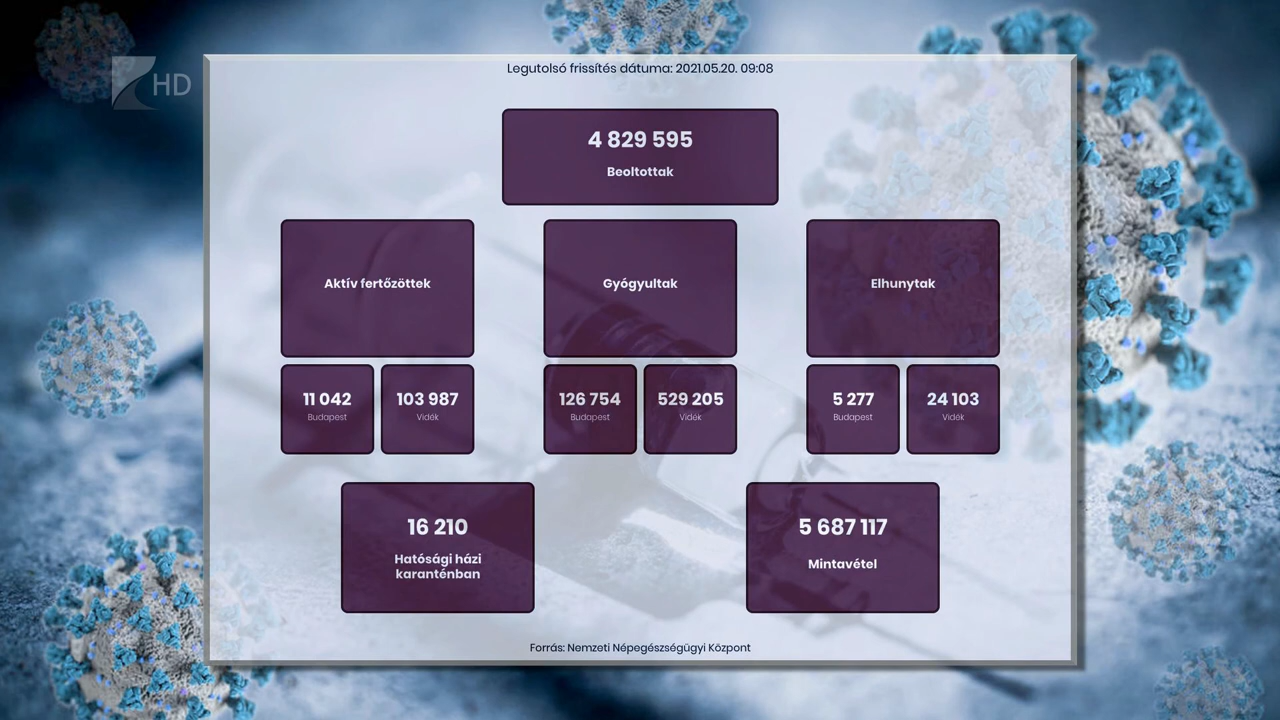 HD
Legutolsó frissítés dátuma: 2021.05.20. 09:08
4 829 595
Beoltottak
Aktív fertőzöttek
Gyógyultak
Elhunytak
11 042
Budapest
103 987
Vidék
126 754
Budapest
529 205
Vidék
5 277
Budapest
24 103
Vidék
16 210
Hatósági házi
karanténban
5 687 117
Mintavétel
Forrás: Nemzeti Népegészségügyi Központ